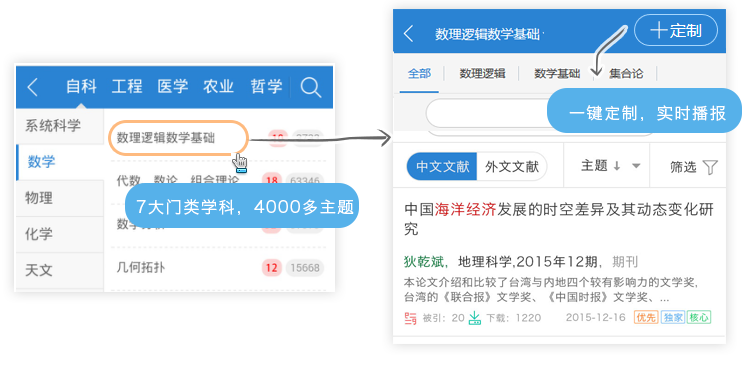 自科 工程 医学 农业 哲学
系统科学
数学
物理
化学
天文
数理逻辑数学基础
代数、数论、组合理论 18 63346
7大门类学科，4000多主题
几何拓扑 12 15668
数理逻辑数学基础
定制
全部 数理逻辑 数学基础 集合论
一键定制，实时播报
中文文献 外文文献 主题 筛选
中国海洋经济发展的时空差异及其动态变化研
究
狄乾斌，地理科学,2015年12期，期刊
本论文介绍和比较了台湾与内地四个较有影响力的文学奖,
台湾的《联合报》文学奖、《中国时报》文学奖、...
被引：20 下载：1220 2015-12-16 优先 独家 核心